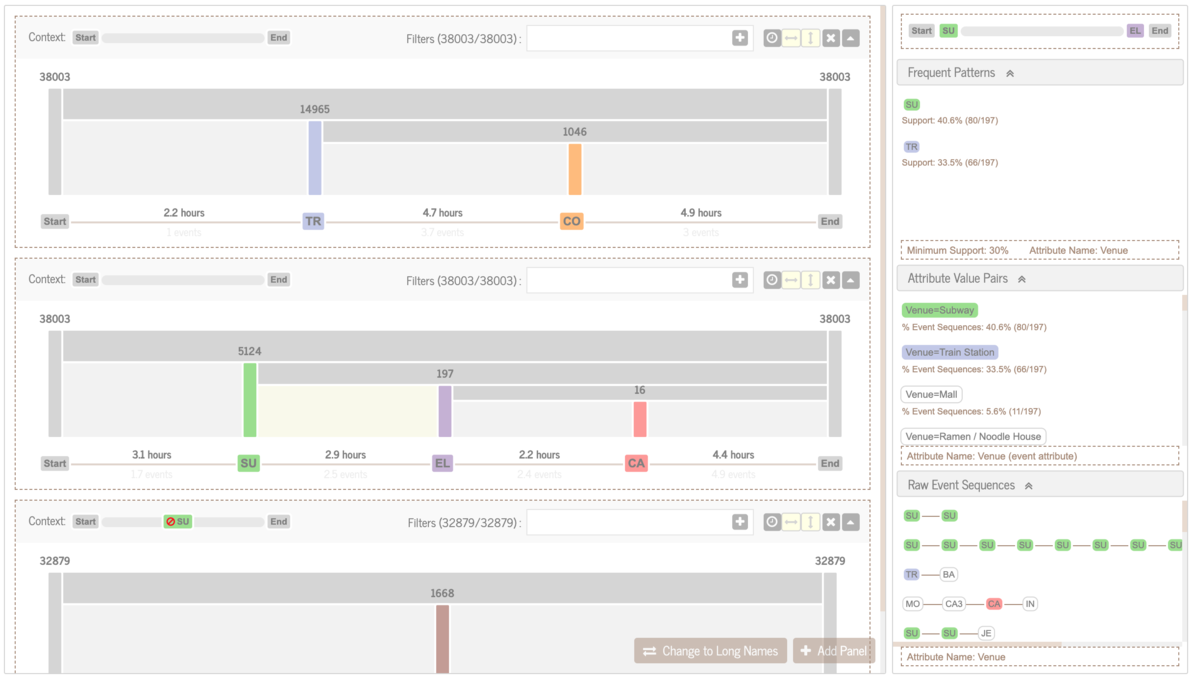 Context: Start End Filters (38003/38003) :
38003 38003
14965
1046
2.2 hours 4.7 hours 4.9 hours
Start TR CO End
1 events 3.7 events 3 events
Context: Start End Filters (38003/38003) :
38003 38003
5124
197
16
3.1 hours 2.9 hours 2.2 hours 4.4 hours
Start SU EL CA End
1.7 events 2.5 events 2.4 events 4.9 events
Context: Start SU End Filters (32879/32879) :
32879 32879
1668
Change to Long Names Add Panel
Start SU EL End
Frequent Patterns
SU
Support: 40.6% (80/197)
TR
Support: 33.5% (66/197)
Minimum Support: 30% Attribute Name: Venue
Attribute Value Pairs
Venue=Subway
% Event Sequences: 40.6% (80/197)
Venue=Train Station
% Event Sequences: 33.5% (66/197)
Venue=Mall
% Event Sequences: 5.6% (11/197)
Venue=Ramen / Noodle House
Attribute Name: Venue (event attribute)
Raw Event Sequences
SU SU
SU SU SU SU SU SU SU SU
TR BA
MO CA3 CA IN
SU SU JE
Attribute Name: Venue